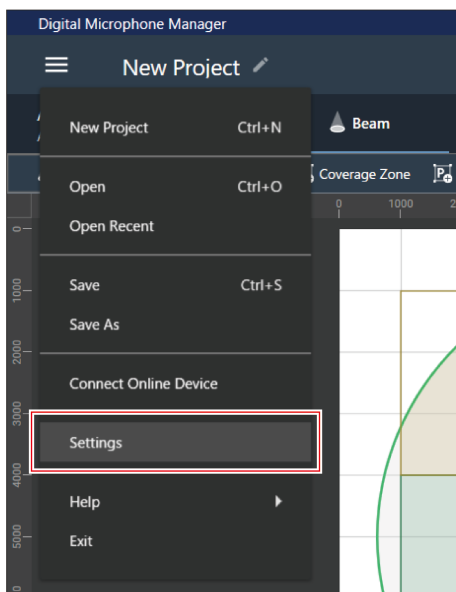 Digital Microphone Manager
New Project
New Project Ctrl+N
Beam
Open Ctrl+O
Coverage Zone
Open Recent
0 1000 2
0
Save Ctrl+S
1000
Save As
2000
Connect Online Device
3000
Settings
4000
Help
5000
Exit